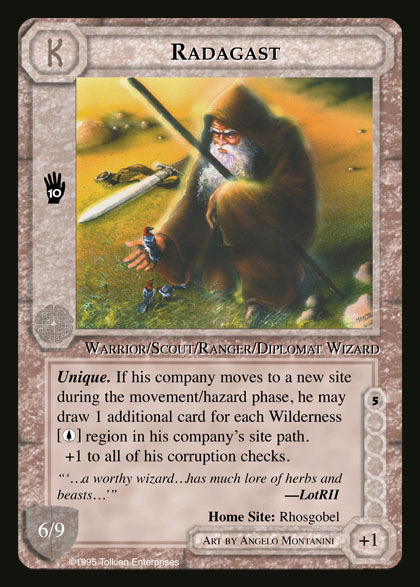 K
RADAGAST
10
WARRIOR/SCOUT/RANGER/DIPLOMAT WIZARD
Unique. If his company moves to a new site
during the movement/hazard phase, he may
draw 1 additional card for each Wilderness
[ ] region in his company's site path.
+1 to all of his corruption checks.
"'…a worthy wizard…has much lore of herbs and
beasts…'"
—LotRII
5
Home Site: Rhosgobel
6/9
ART BY ANGELO MONTANINI
+1
©1995 Tolkien Enterprises